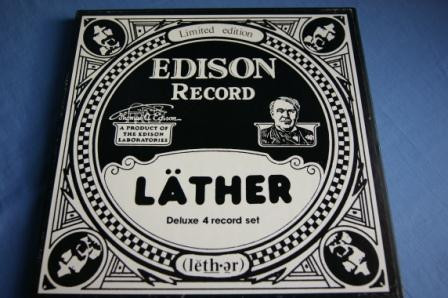 Limited edition
EDISON
RECORD
Thomas A. Edison
A PRODUCT OF
THE EDISON
LABORATORIES
LÄTHER
Deluxe 4 record set
(lĕth·ər)